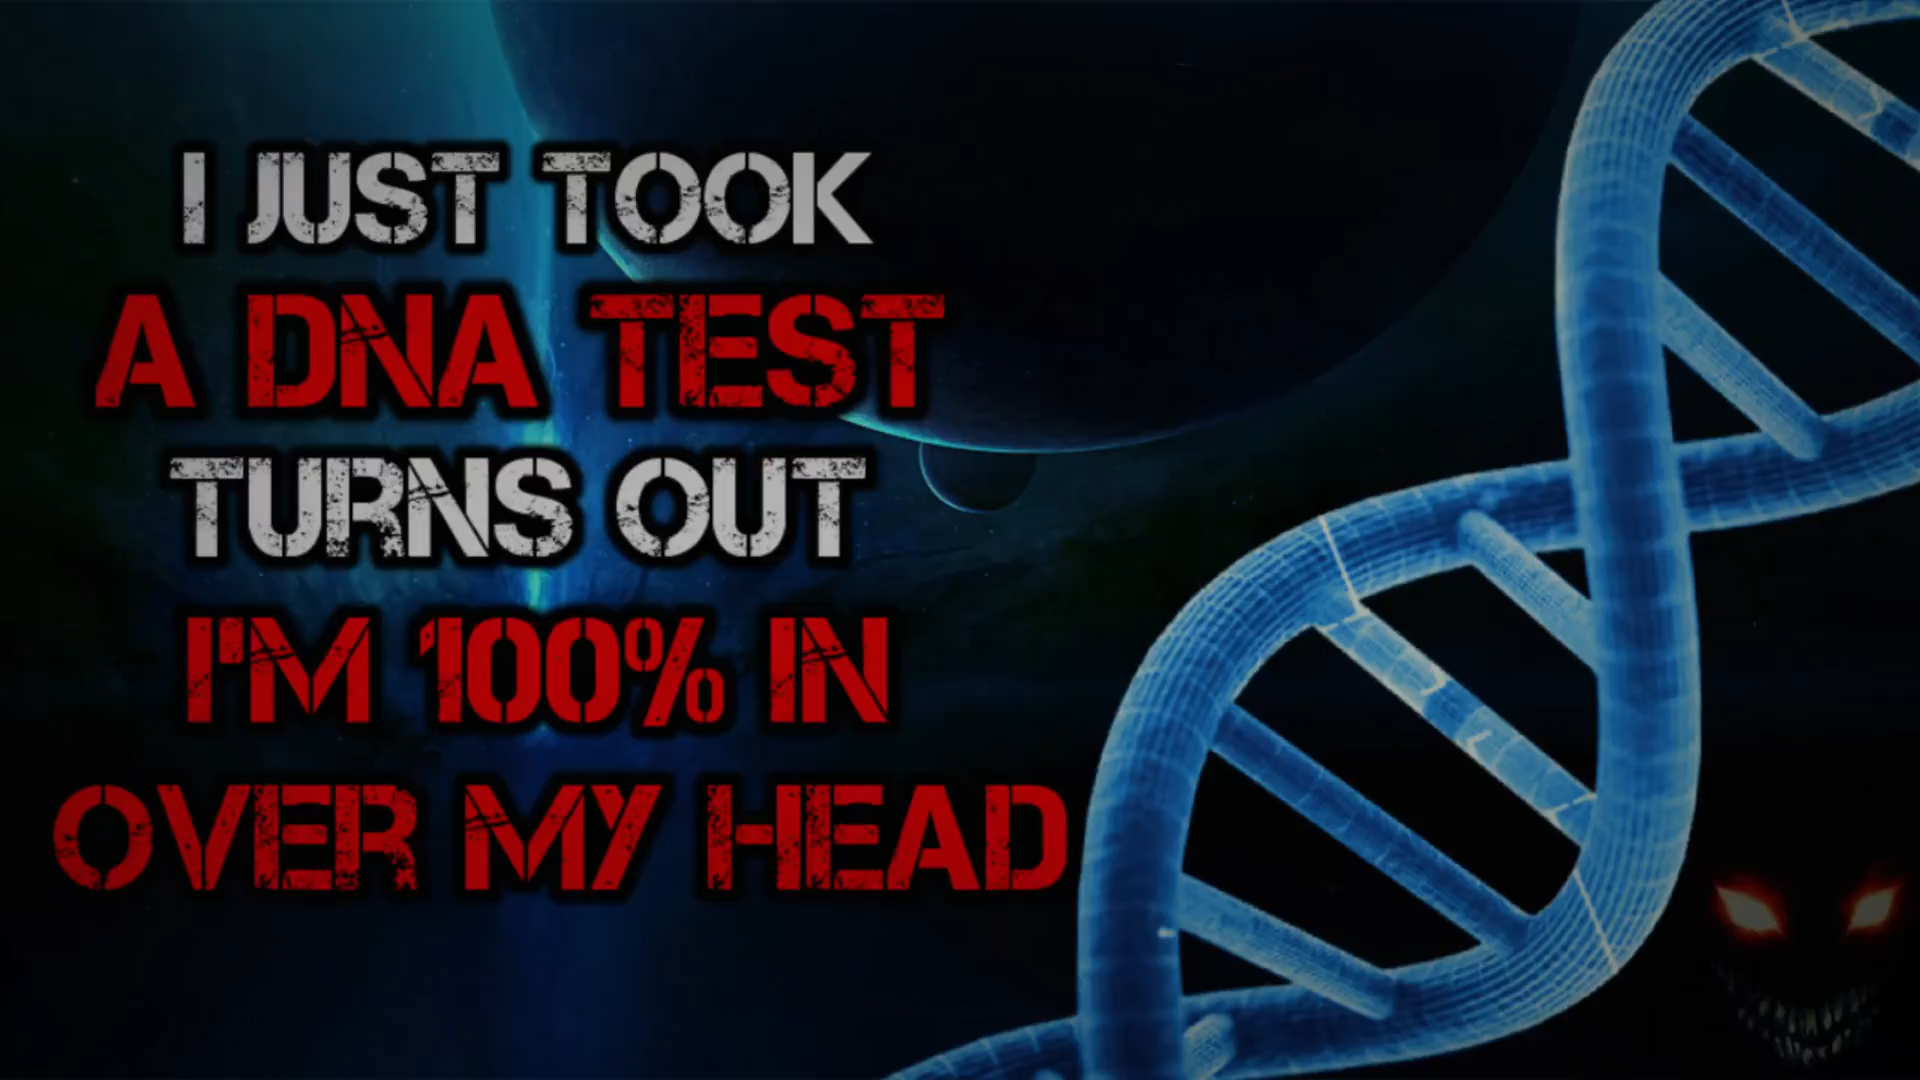 I JUST TOOK
A DNA TEST
TURNS OUT
I'M 100% IN
OVER MY HEAD